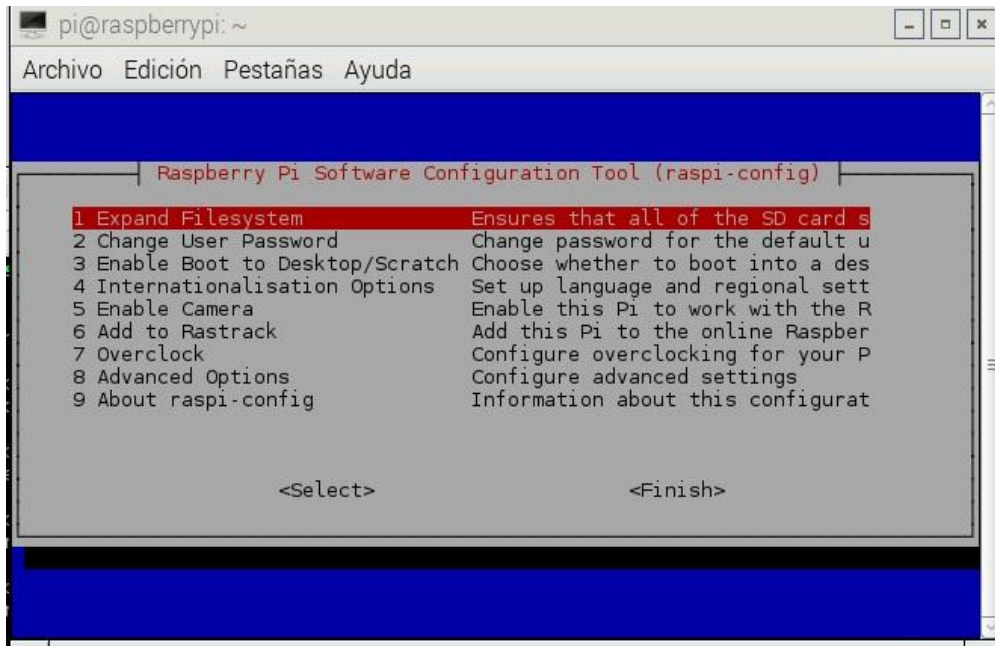 pi@raspberrypi: ~
Archivo Edición Pestañas Ayuda
Raspberry Pi Software Configuration Tool (raspi-config)
1 Expand Filesystem Ensures that all of the SD card s
2 Change User Password Change password for the default u
3 Enable Boot to Desktop/Scratch Choose whether to boot into a des
4 Internationalisation Options Set up language and regional sett
5 Enable Camera Enable this Pi to work with the R
6 Add to Rastrack Add this Pi to the online Raspber
7 Overclock Configure overclocking for your P
8 Advanced Options Configure advanced settings
9 About raspi-config Information about this configurat
<Select> <Finish>